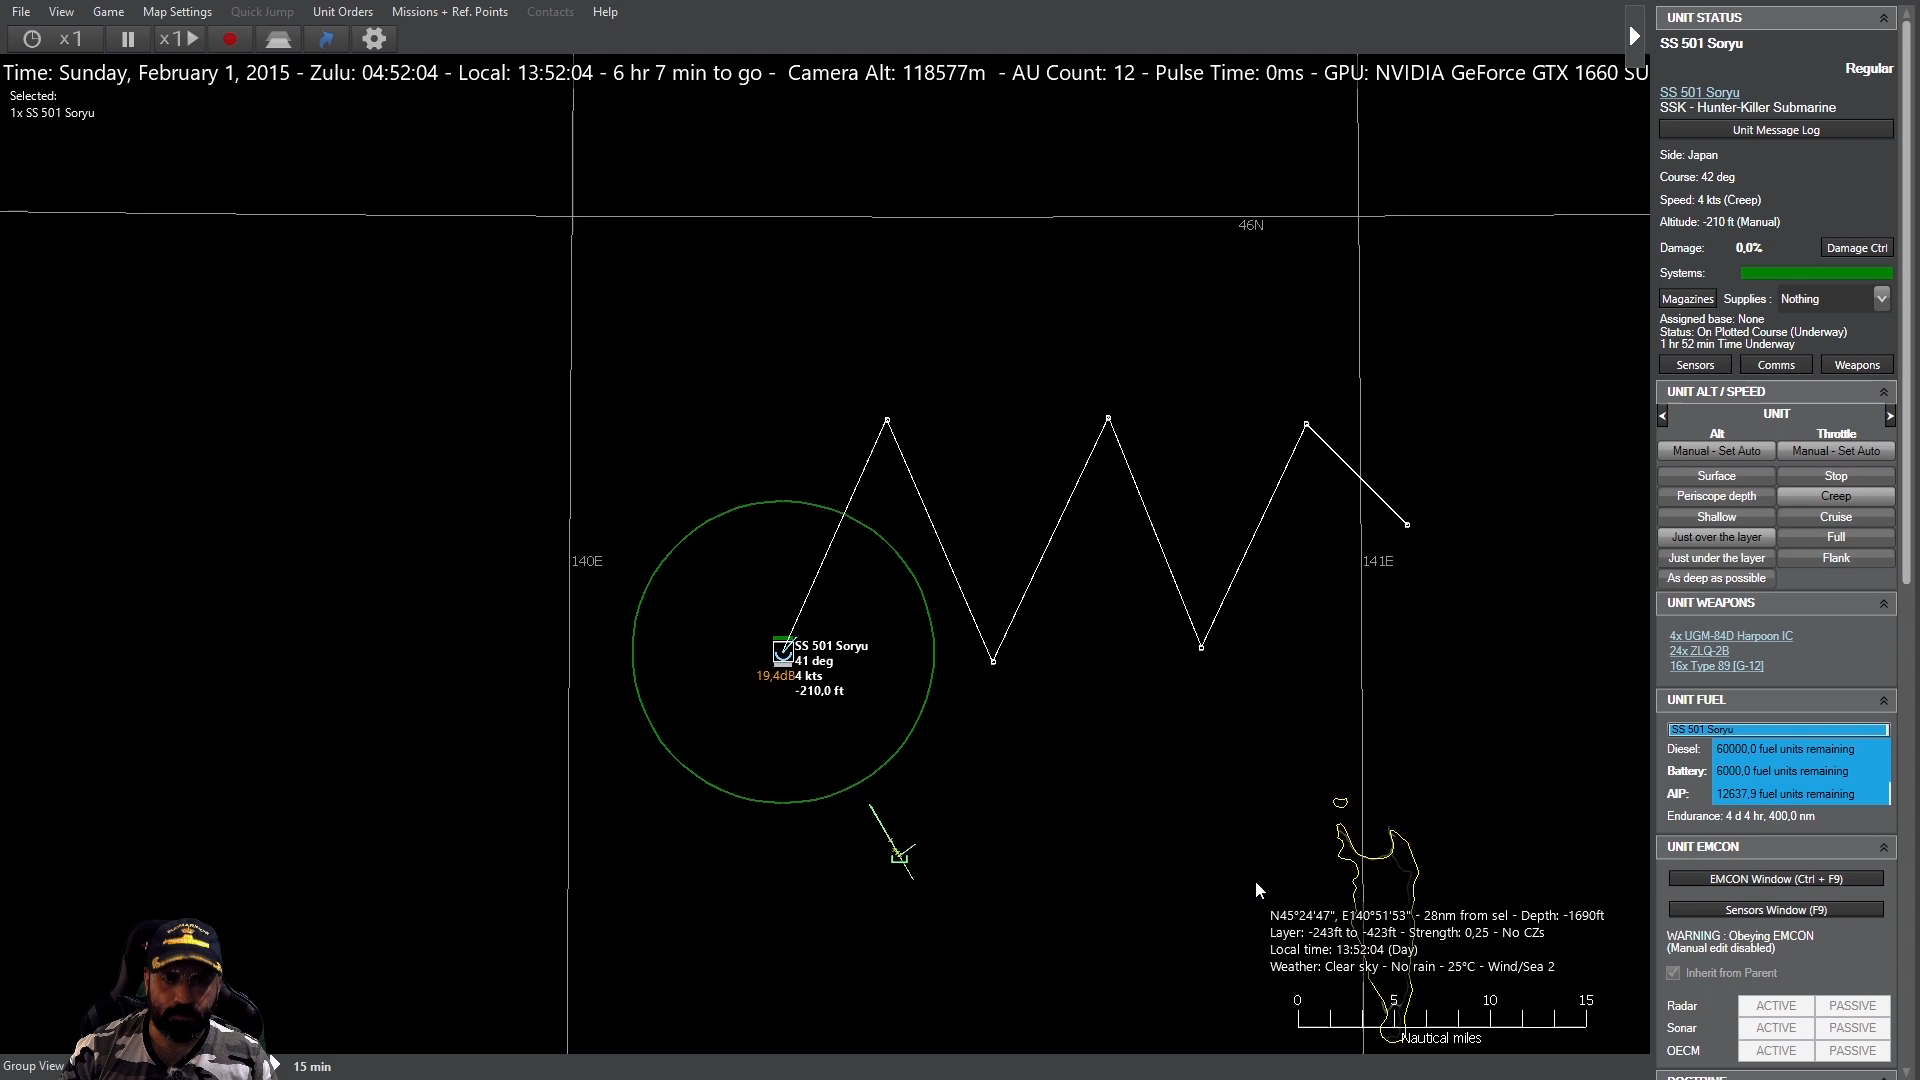 File View Game Map Settings Quick Jump Unit Orders Missions + Ref. Points Contacts Help
x1 x1
Time: Sunday, February 1, 2015 - Zulu: 04:52:04 - Local: 13:52:04 - 6 hr 7 min to go - Camera Alt: 118577m - AU Count: 12 - Pulse Time: 0ms - GPU: NVIDIA GeForce GTX 1660 SU
Selected:
1x SS 501 Soryu
46N
140E
141E
SS 501 Soryu
41 deg
19,4dB 4 kts
-210,0 ft
N45°24'47", E140°51'53" - 28nm from sel - Depth: -1690ft
Layer: -243ft to -423ft - Strength: 0,25 - No CZs
Local time: 13:52:04 (Day)
Weather: Clear sky - No rain - 25°C - Wind/Sea 2
0 5 10 15
Nautical miles
Group View
15 min
UNIT STATUS
SS 501 Soryu
Regular
SS 501 Soryu
SSK - Hunter-Killer Submarine
Unit Message Log
Side: Japan
Course: 42 deg
Speed: 4 kts (Creep)
Altitude: -210 ft (Manual)
Damage: 0,0% Damage Ctrl
Systems:
Magazines Supplies : Nothing
Assigned base: None
Status: On Plotted Course (Underway)
1 hr 52 min Time Underway
Sensors Comms Weapons
UNIT ALT / SPEED
< UNIT >
Alt Throttle
Manual - Set Auto Manual - Set Auto
Surface Stop
Periscope depth Creep
Shallow Cruise
Just over the layer Full
Just under the layer Flank
As deep as possible
UNIT WEAPONS
4x UGM-84D Harpoon IC
24x ZLQ-2B
16x Type 89 [G-12]
UNIT FUEL
SS 501 Soryu
Diesel: 60000,0 fuel units remaining
Battery: 6000,0 fuel units remaining
AIP: 12637,9 fuel units remaining
Endurance: 4 d 4 hr, 400,0 nm
UNIT EMCON
EMCON Window (Ctrl + F9)
Sensors Window (F9)
WARNING : Obeying EMCON
(Manual edit disabled)
Inherit from Parent
Radar ACTIVE PASSIVE
Sonar ACTIVE PASSIVE
OECM ACTIVE PASSIVE